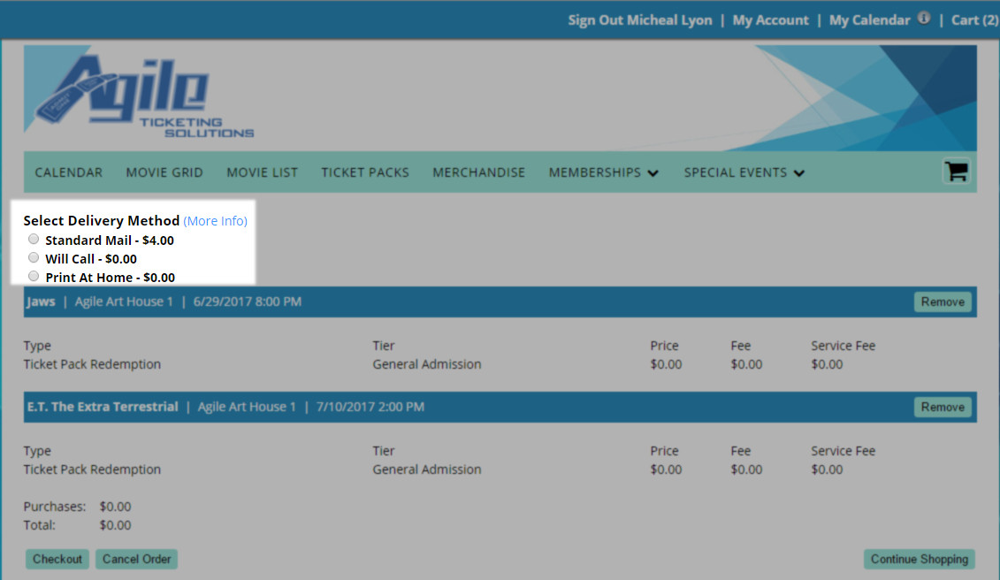 Sign Out Micheal Lyon | My Account | My Calendar i | Cart (2)
Agile
TICKETING
SOLUTIONS
CALENDAR MOVIE GRID MOVIE LIST TICKET PACKS MERCHANDISE MEMBERSHIPS SPECIAL EVENTS
Select Delivery Method (More Info)
Standard Mail - $4.00
Will Call - $0.00
Print At Home - $0.00
Jaws | Agile Art House 1 | 6/29/2017 8:00 PM Remove
Type Tier Price Fee Service Fee
Ticket Pack Redemption General Admission $0.00 $0.00 $0.00
E.T. The Extra Terrestrial | Agile Art House 1 | 7/10/2017 2:00 PM Remove
Type Tier Price Fee Service Fee
Ticket Pack Redemption General Admission $0.00 $0.00 $0.00
Purchases: $0.00
Total: $0.00
Checkout Cancel Order Continue Shopping